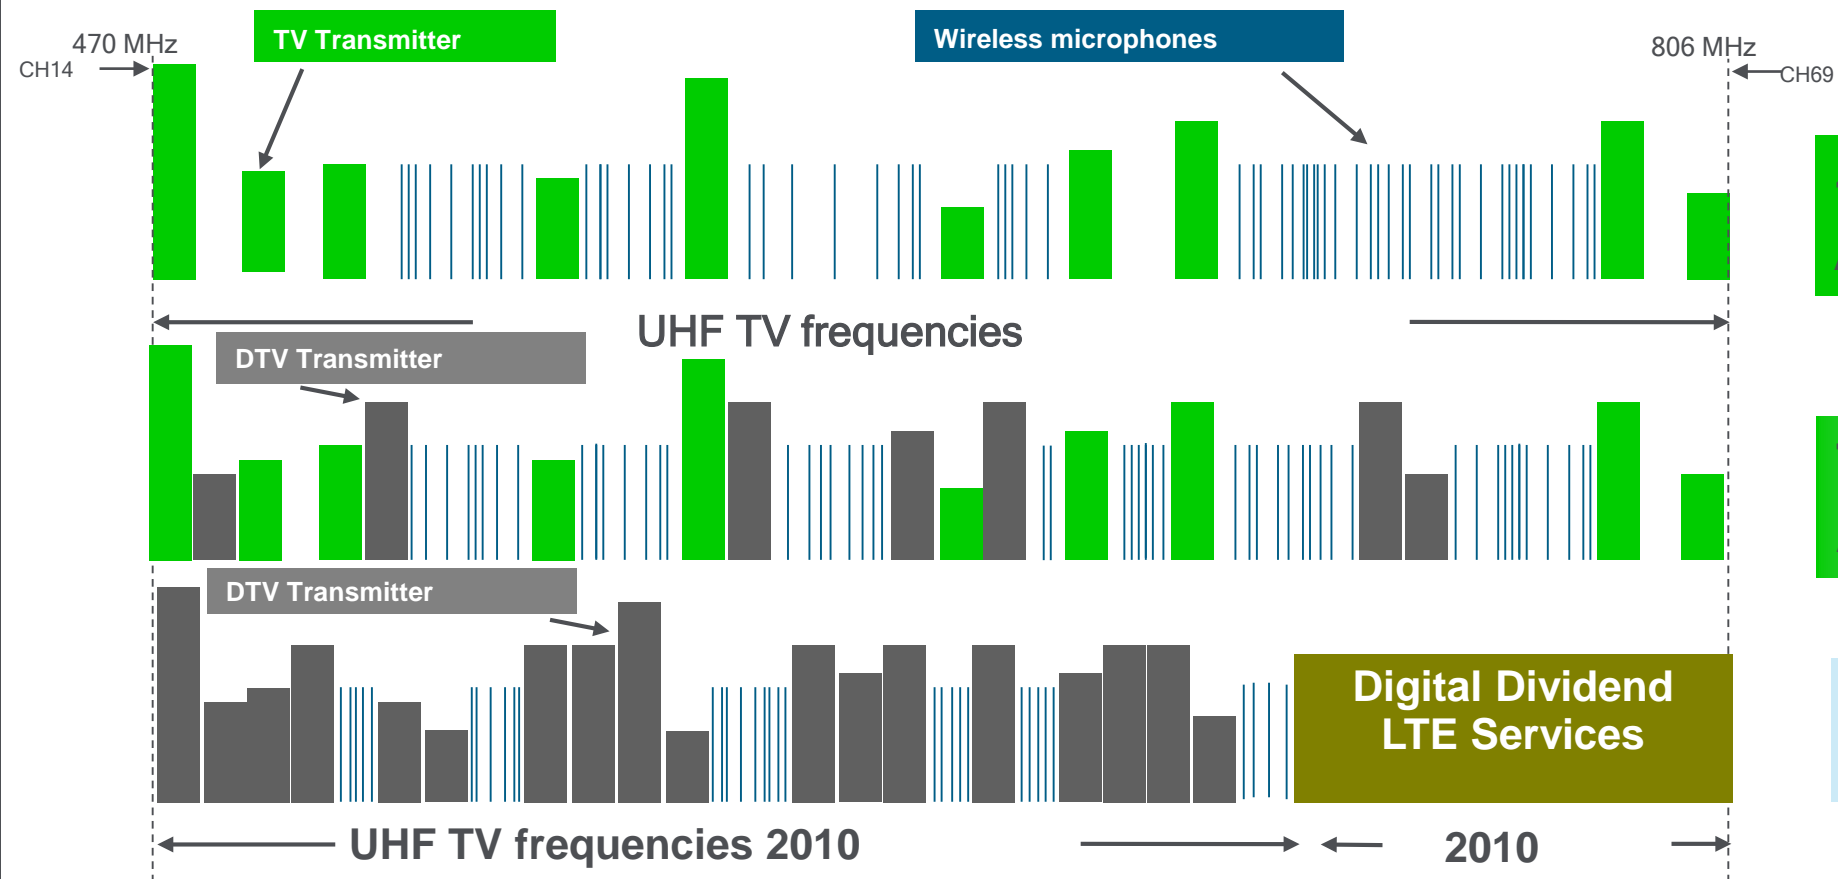 TV Transmitter
Wireless microphones
470 MHz
806 MHz
CH14
CH69
UHF TV frequencies
DTV Transmitter
DTV Transmitter
Digital Dividend
LTE Services
UHF TV frequencies 2010
2010